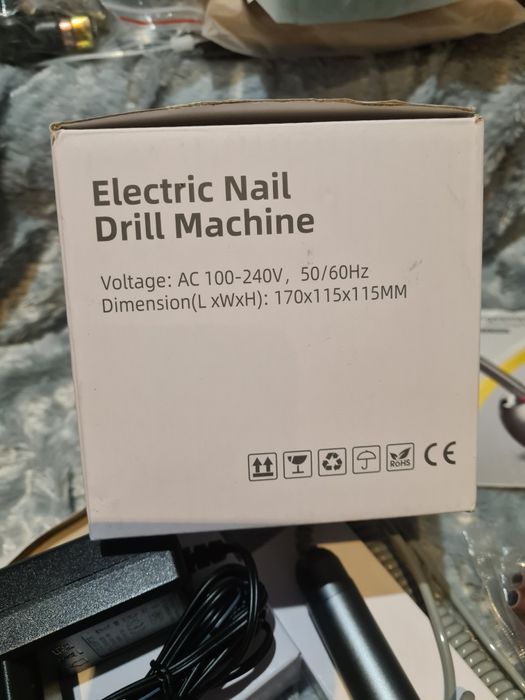 Electric Nail
Drill Machine
Voltage: AC 100-240V, 50/60Hz
Dimension(L xWxH): 170x115x115MM
RoHS CE